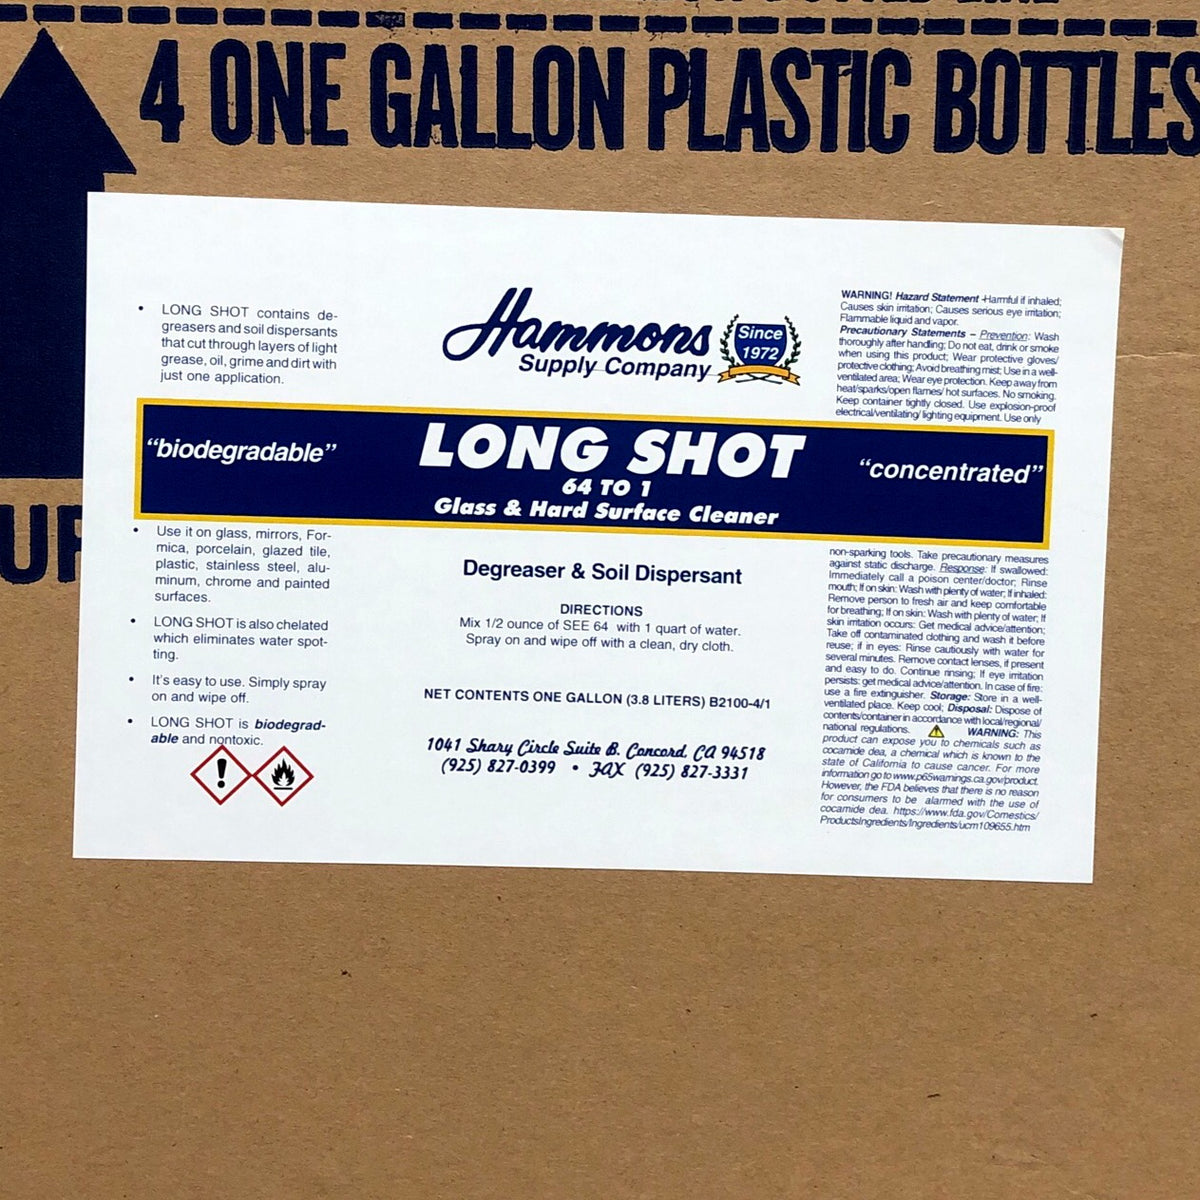 4 ONE GALLON PLASTIC BOTTLES
UP
• LONG SHOT contains de-
greasers and soil dispersants
that cut through layers of light
grease, oil, grime and dirt with
just one application.
Hammons
Supply Company
Since
1972
WARNING! Hazard Statement -Harmful if inhaled;
Causes skin irritation; Causes serious eye irritation;
Flammable liquid and vapor.
Precautionary Statements – Prevention: Wash
thoroughly after handling; Do not eat, drink or smoke
when using this product; Wear protective gloves/
protective clothing; Avoid breathing mist; Use in a well-
ventilated area; Wear eye protection. Keep away from
heat/sparks/open flames/ hot surfaces. No smoking.
Keep container tightly closed. Use explosion-proof
electrical/ventilating/ lighting equipment. Use only
"biodegradable"
LONG SHOT
64 TO 1
Glass & Hard Surface Cleaner
"concentrated"
• Use it on glass, mirrors, For-
mica, porcelain, glazed tile,
plastic, stainless steel, alu-
minum, chrome and painted
surfaces.
• LONG SHOT is also chelated
which eliminates water spot-
ting.
• It's easy to use. Simply spray
on and wipe off.
• LONG SHOT is biodegrad-
able and nontoxic.
Degreaser & Soil Dispersant
DIRECTIONS
Mix 1/2 ounce of SEE 64 with 1 quart of water.
Spray on and wipe off with a clean, dry cloth.
NET CONTENTS ONE GALLON (3.8 LITERS) B2100-4/1
1041 Shary Circle Suite B, Concord, CA 94518
(925) 827-0399 • FAX (925) 827-3331
non-sparking tools. Take precautionary measures
against static discharge. Response: If swallowed:
Immediately call a poison center/doctor; Rinse
mouth; If on skin: Wash with plenty of water; If inhaled:
Remove person to fresh air and keep comfortable
for breathing; If on skin: Wash with plenty of water; If
skin irritation occurs: Get medical advice/attention;
Take off contaminated clothing and wash it before
reuse; if in eyes: Rinse cautiously with water for
several minutes. Remove contact lenses, if present
and easy to do. Continue rinsing; If eye irritation
persists: get medical advice/attention. In case of fire:
use a fire extinguisher. Storage: Store in a well-
ventilated place. Keep cool; Disposal: Dispose of
contents/container in accordance with local/regional/
national regulations. WARNING: This
product can expose you to chemicals such as
cocamide dea, a chemical which is known to the
state of California to cause cancer. For more
information go to www.p65warnings.ca.gov/product.
However, the FDA believes that there is no reason
for consumers to be alarmed with the use of
cocamide dea. https://www.fda.gov/Comestics/
ProductsIngredients/Ingredients/ucm109655.htm